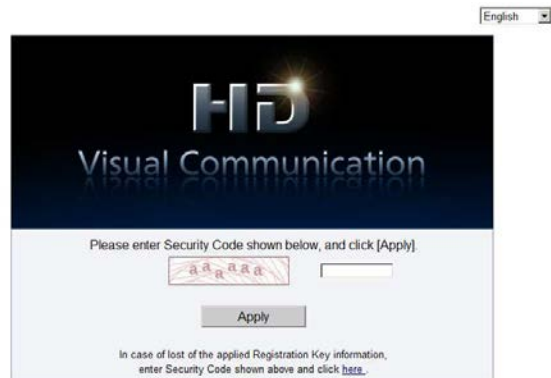 English
HD
Visual Communication
Please enter Security Code shown below, and click [Apply].
aaaaaa
Apply
In case of lost of the applied Registration Key information,
enter Security Code shown above and click here .